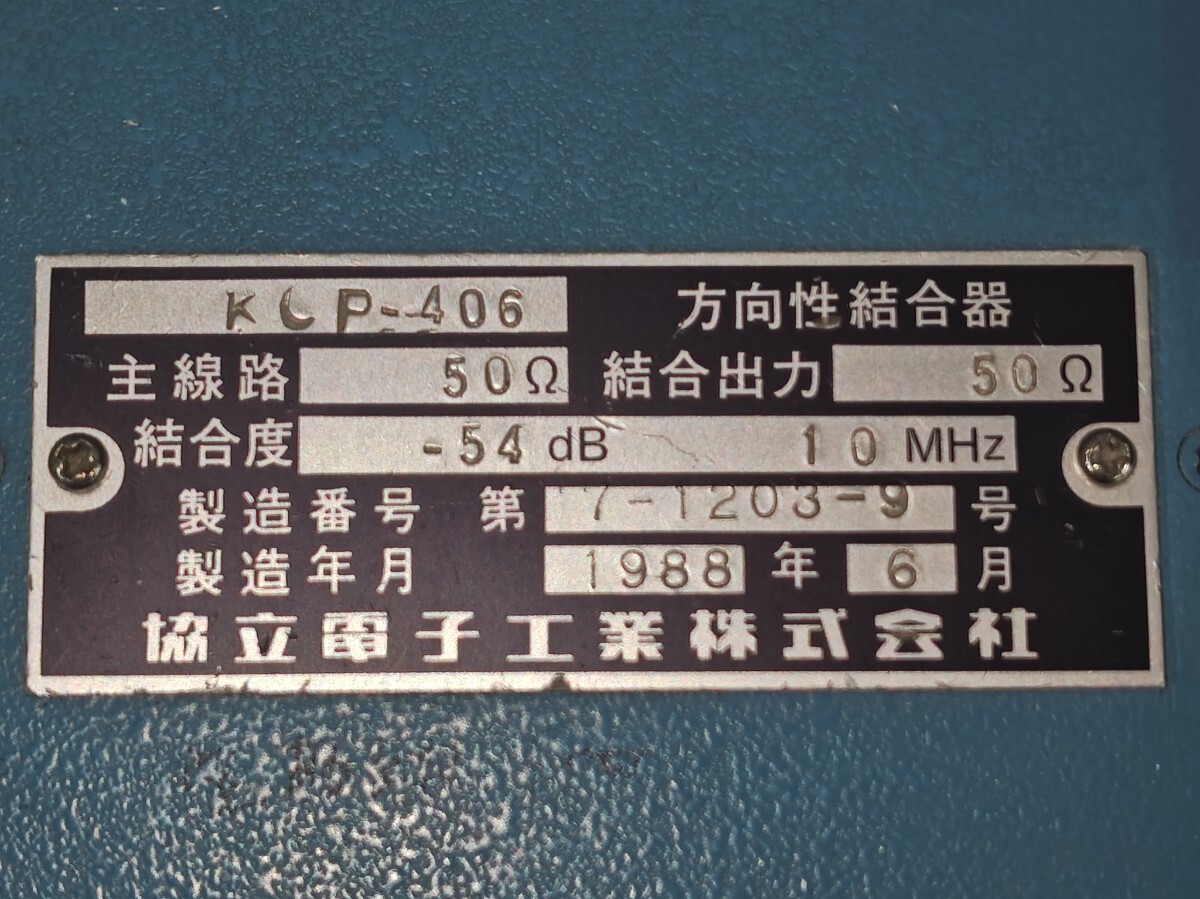 KCP-406 方向性結合器
主線路 50Ω 結合出力 50Ω
結合度 -54 dB 10 MHz
製造番号 第 7-1203-9 号
製造年月 1988 年 6 月
協立電子工業株式会社